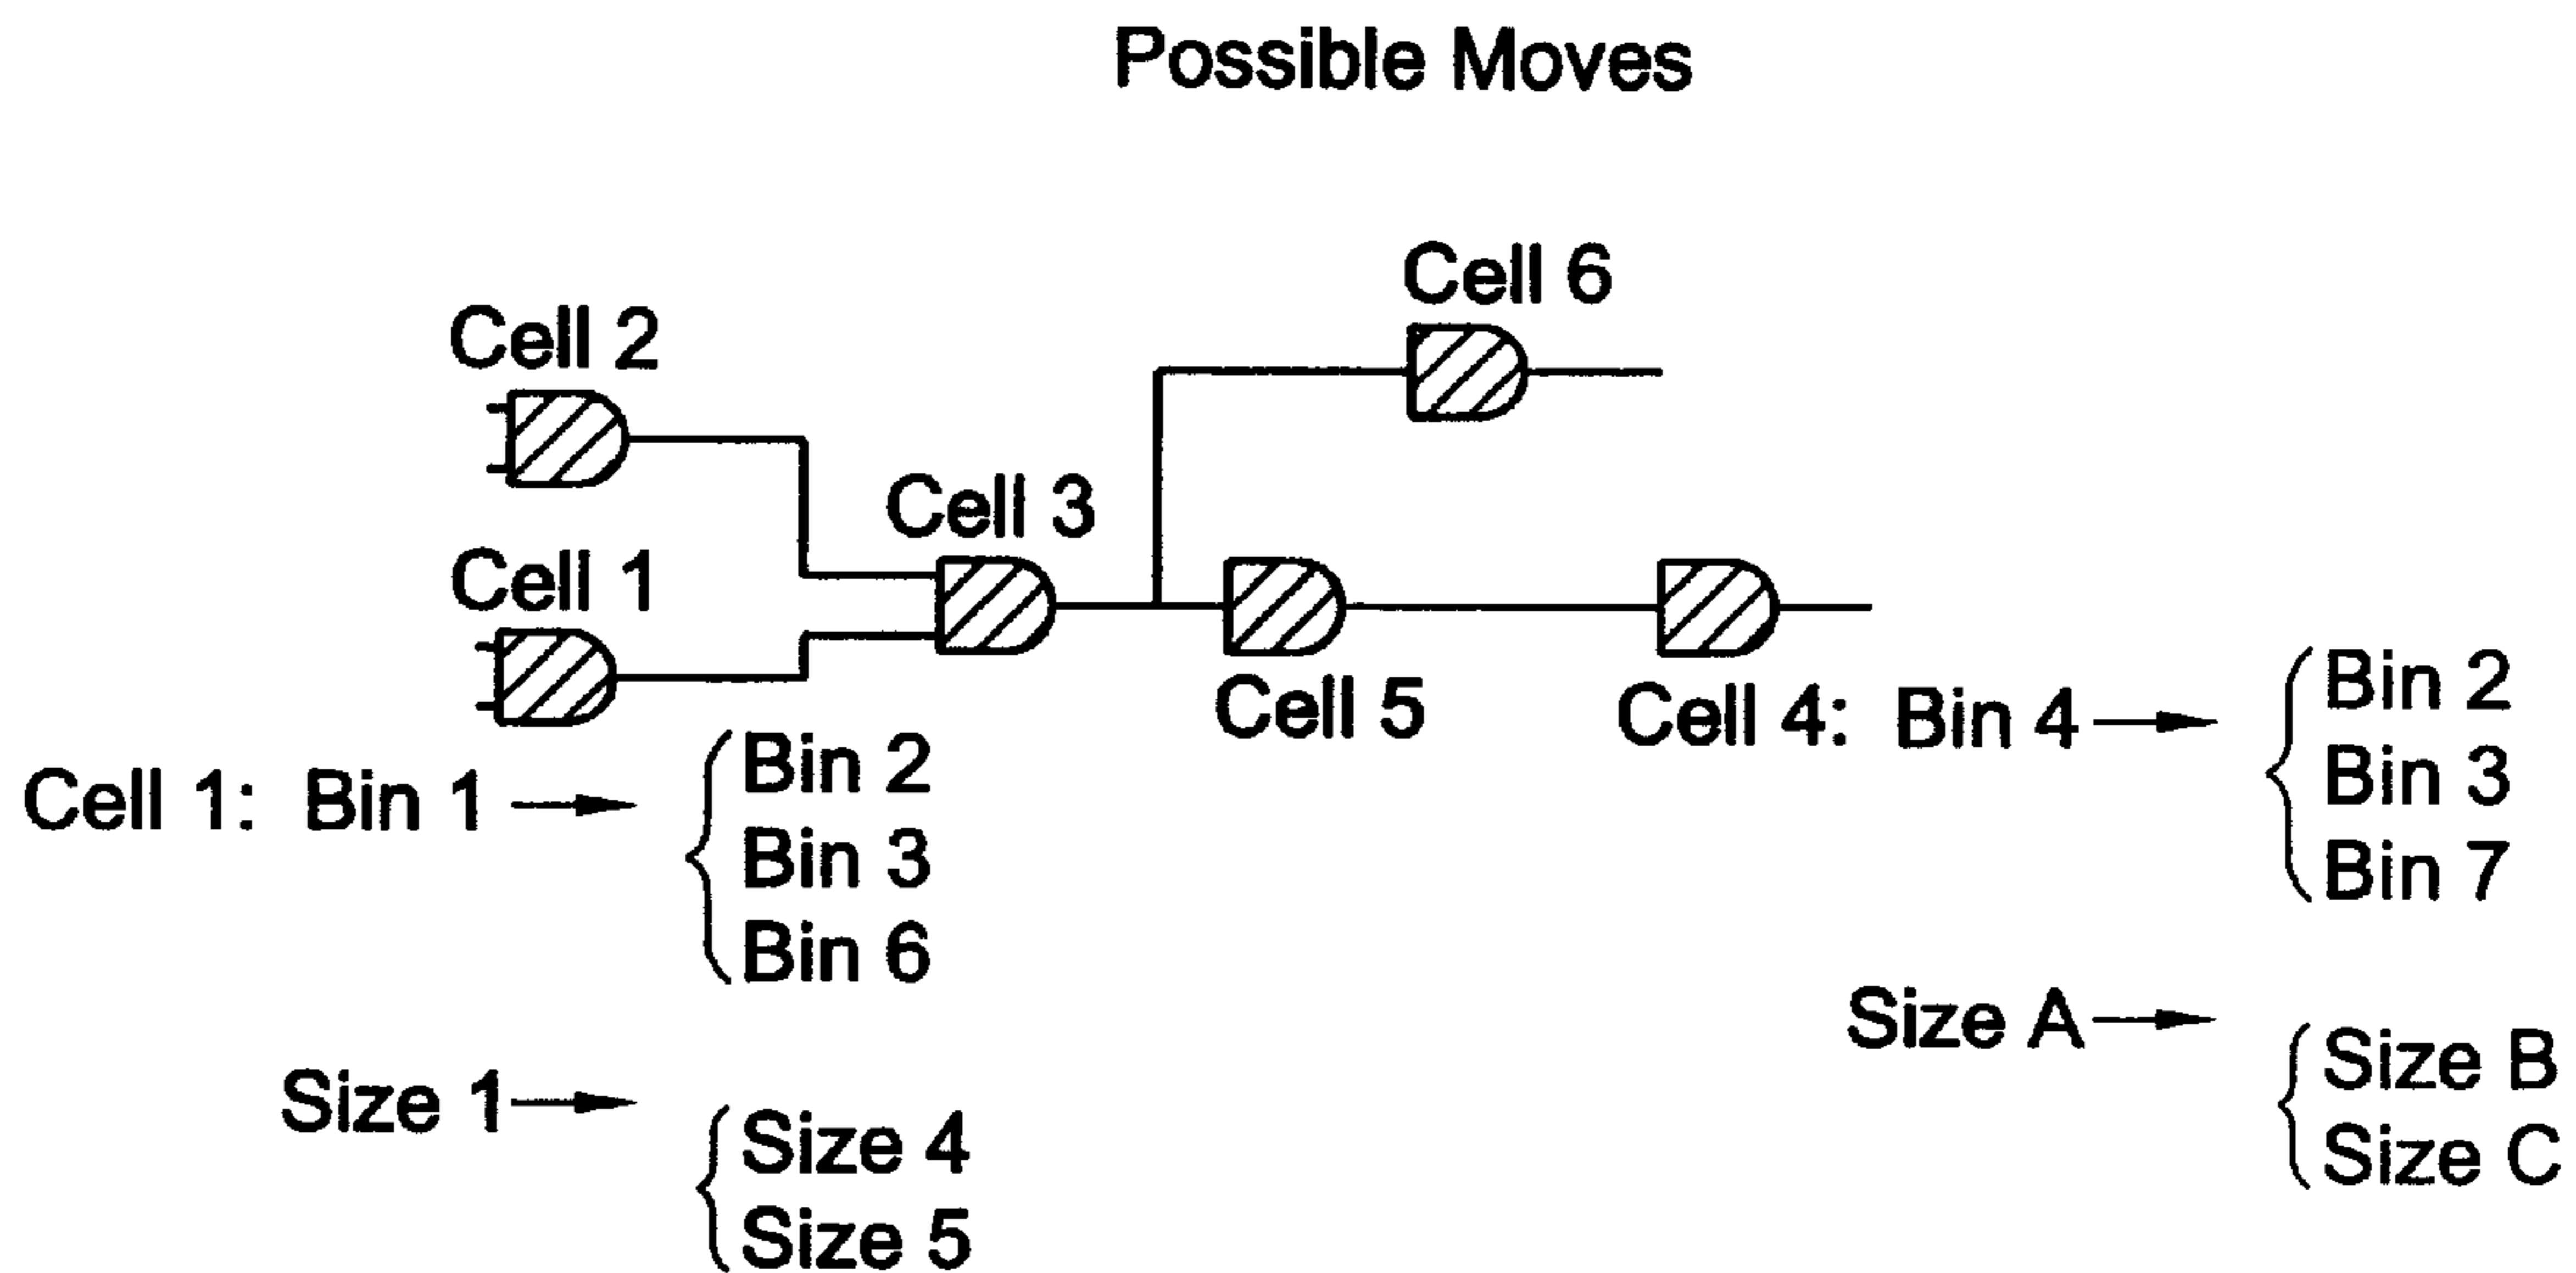 Possible Moves
Cell 6
Cell 2
Cell 3
Cell 1
Cell 5
Cell 4: Bin 4
Bin 2
Bin 3
Bin 7
Cell 1: Bin 1
Bin 2
Bin 3
Bin 6
Size A
Size B
Size C
Size 1
Size 4
Size 5